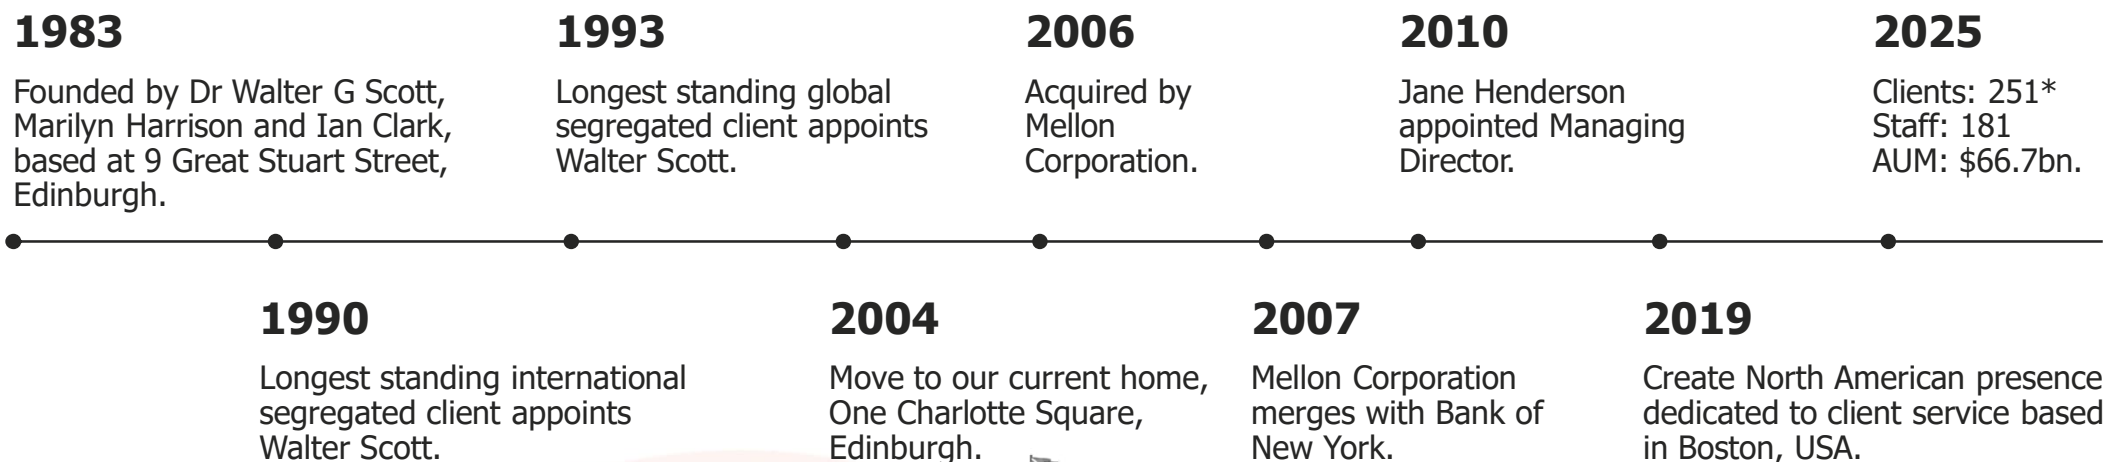 1983
Founded by Dr Walter G Scott,
Marilyn Harrison and Ian Clark,
based at 9 Great Stuart Street,
Edinburgh.
1993
Longest standing global
segregated client appoints
Walter Scott.
2006
Acquired by
Mellon
Corporation.
2010
Jane Henderson
appointed Managing
Director.
2025
Clients: 251*
Staff: 181
AUM: $66.7bn.
1990
Longest standing international
segregated client appoints
Walter Scott.
2004
Move to our current home,
One Charlotte Square,
Edinburgh.
2007
Mellon Corporation
merges with Bank of
New York.
2019
Create North American presence
dedicated to client service based
in Boston, USA.